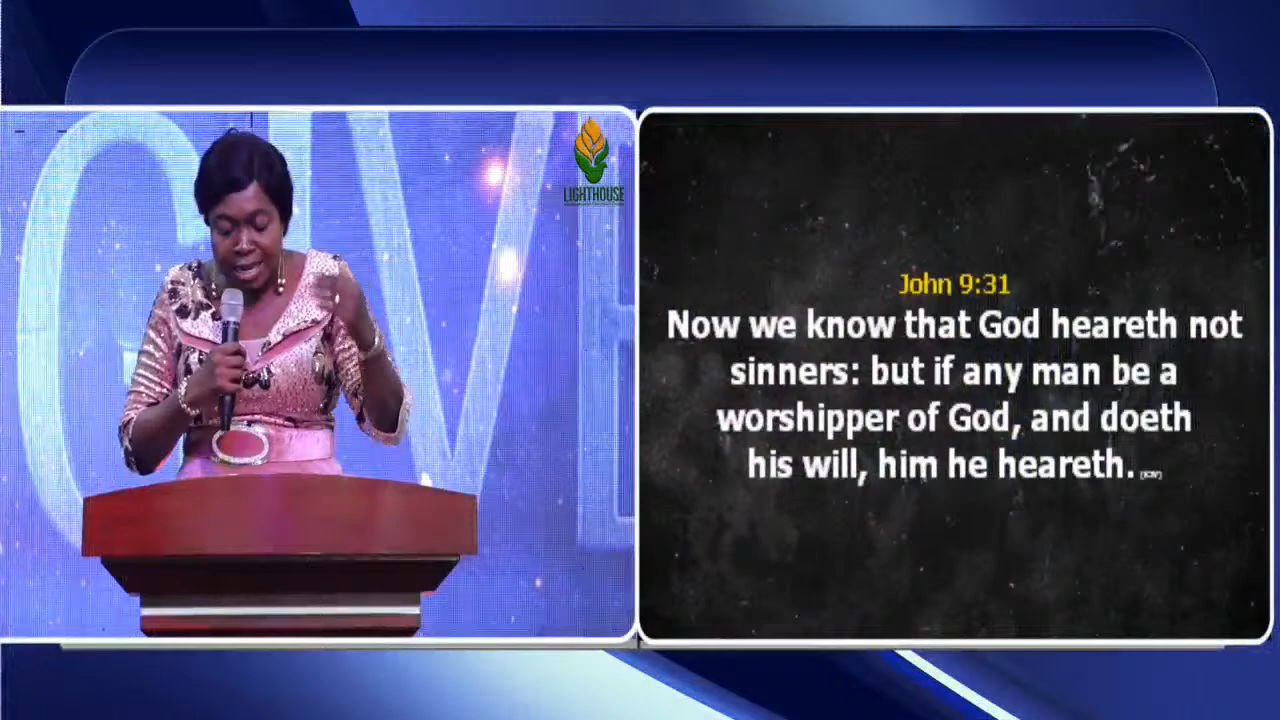 GIVE
LIGHTHOUSE
John 9:31
Now we know that God heareth not
sinners: but if any man be a
worshipper of God, and doeth
his will, him he heareth.